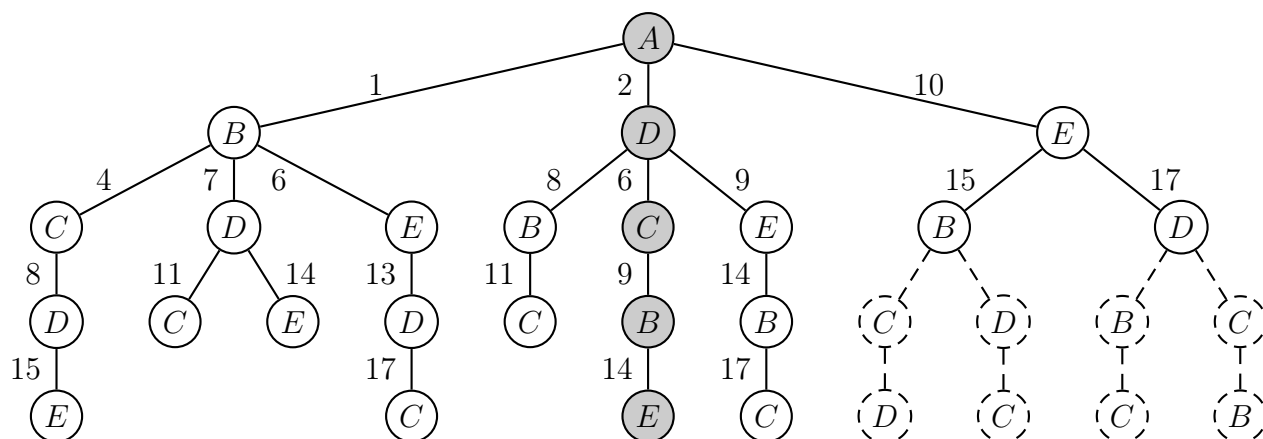 A
1 2 10
B D E
4 7 6 8 6 9 15 17
C D E B C E B D
8 11 14 13 11 9 14
D C E D C B B C D B C
15 17 14 17
E C E C D C C B